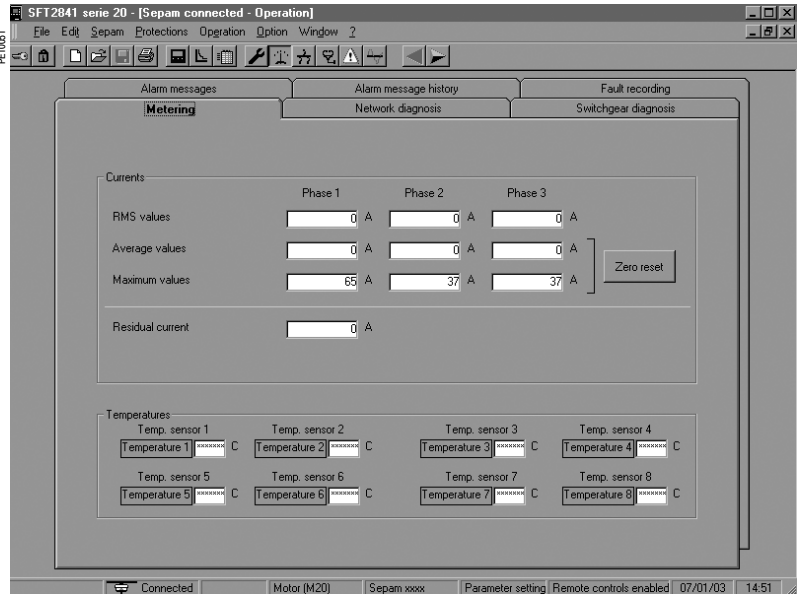 PE10061
SFT2841 serie 20 - [Sepam connected - Operation]
File Edit Sepam Protections Operation Option Window ?
Alarm messages Alarm message history Fault recording
Metering Network diagnosis Switchgear diagnosis
Currents
Phase 1 Phase 2 Phase 3
RMS values 0 A 0 A 0 A
Average values 0 A 0 A 0 A
Zero reset
Maximum values 65 A 37 A 37 A
Residual current 0 A
Temperatures
Temp. sensor 1 Temp. sensor 2 Temp. sensor 3 Temp. sensor 4
Temperature 1 ******* C Temperature 2 ******* C Temperature 3 ******* C Temperature 4 ******* C
Temp. sensor 5 Temp. sensor 6 Temp. sensor 7 Temp. sensor 8
Temperature 5 ******* C Temperature 6 ******* C Temperature 7 ******* C Temperature 8 ******* C
Connected Motor (M20) Sepam xxxx Parameter setting Remote controls enabled 07/01/03 14:51